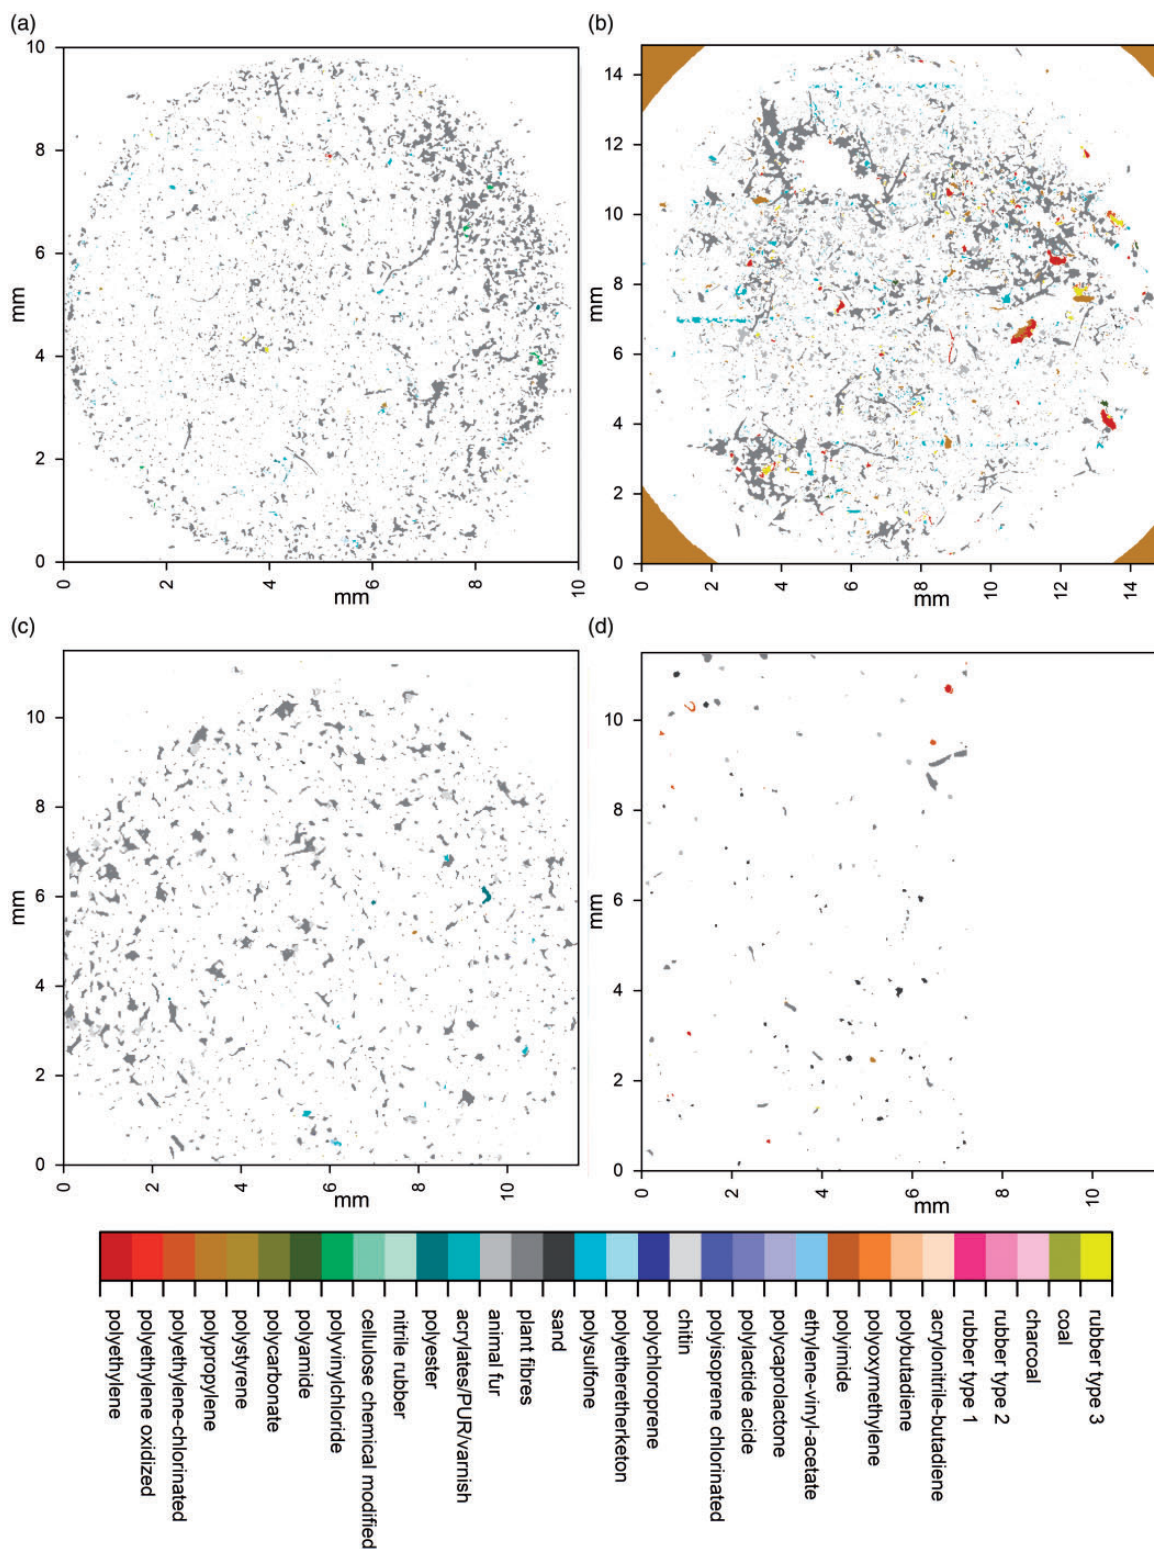 (a)
10
8
6
4
2
0
mm
0
2
4
6
8
10
mm
(b)
14
12
10
8
6
4
2
0
mm
0
2
4
6
8
10
12
14
mm
(c)
10
8
6
4
2
0
mm
0
2
4
6
8
10
mm
(d)
10
8
6
4
2
0
mm
0
2
4
6
8
10
mm
polyethylene
polyethylene oxidized
polyethylene-chlorinated
polypropylene
polystyrene
polycarbonate
polyamide
polyvinylchloride
cellulose chemical modified
nitrile rubber
polyester
acrylates/PUR/varnish
animal fur
plant fibres
sand
polysulfone
polyetheretherketon
polychloroprene
chitin
polyisoprene chlorinated
polylactide acide
polycaprolactone
ethylene-vinyl-acetate
polyimide
polyoxymethylene
polybutadiene
acrylonitrile-butadiene
rubber type 1
rubber type 2
charcoal
coal
rubber type 3